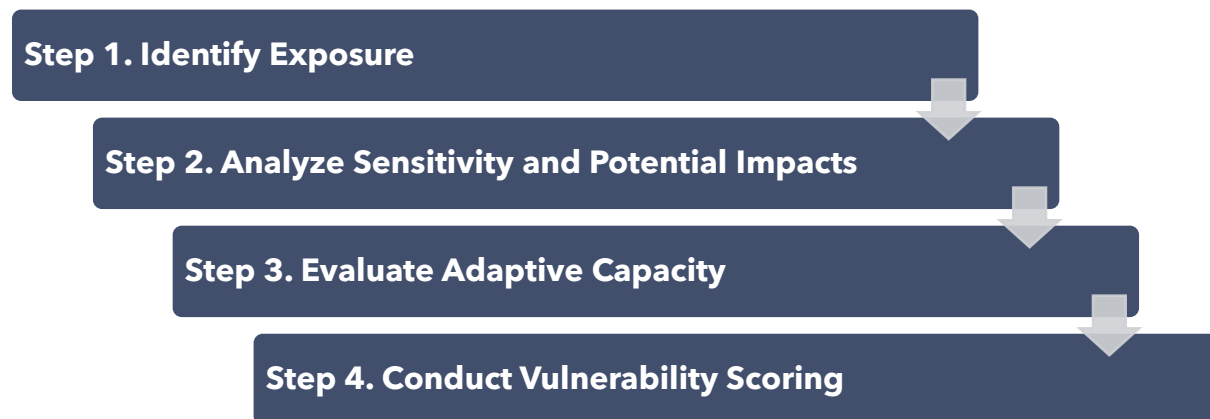 Step 1. Identify Exposure
Step 2. Analyze Sensitivity and Potential Impacts
Step 3. Evaluate Adaptive Capacity
Step 4. Conduct Vulnerability Scoring